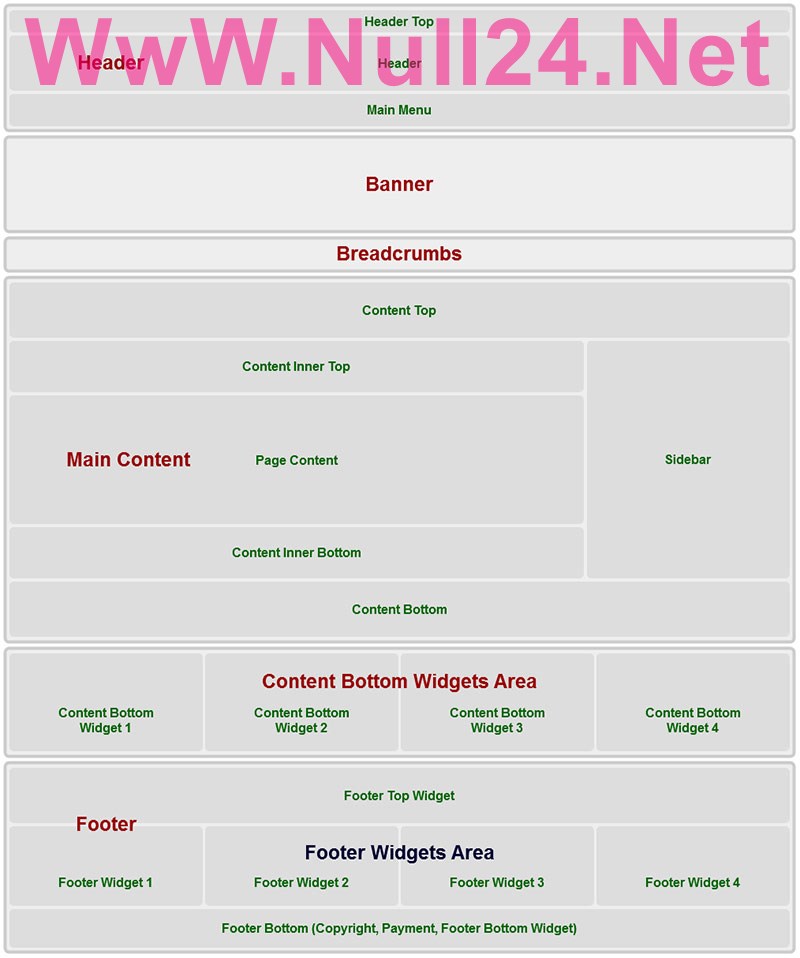 Header Top
WwW.Null24.Net
Header
Header
Main Menu
Banner
Breadcrumbs
Content Top
Content Inner Top
Main Content
Page Content
Sidebar
Content Inner Bottom
Content Bottom
Content Bottom Widgets Area
Content Bottom
Widget 1
Content Bottom
Widget 2
Content Bottom
Widget 3
Content Bottom
Widget 4
Footer Top Widget
Footer
Footer Widgets Area
Footer Widget 1
Footer Widget 2
Footer Widget 3
Footer Widget 4
Footer Bottom (Copyright, Payment, Footer Bottom Widget)